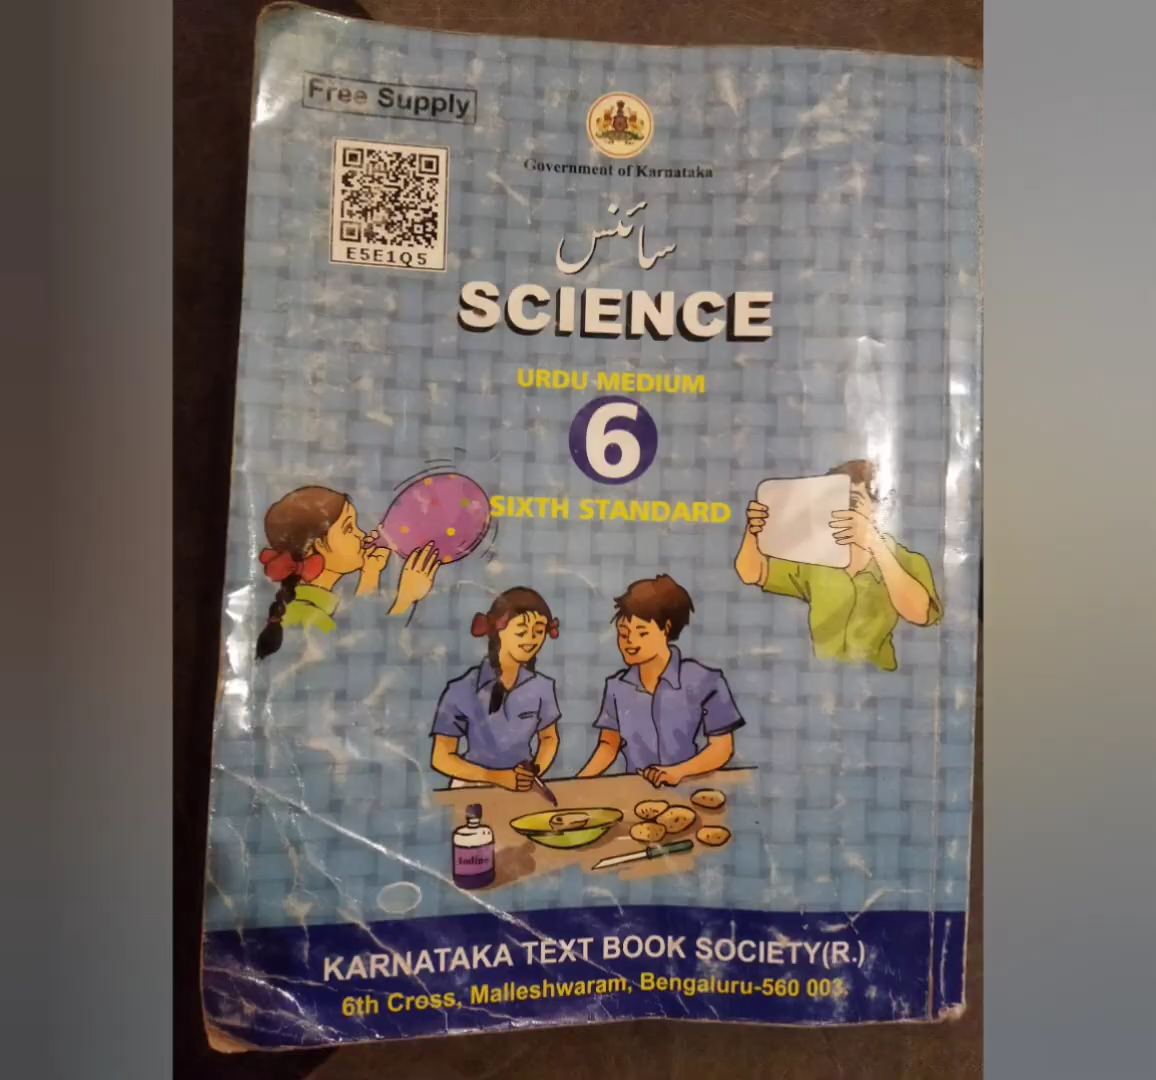 Free Supply
E5E1Q5
Government of Karnataka
سائنس
SCIENCE
URDU MEDIUM
6
SIXTH STANDARD
Iodine
KARNATAKA TEXT BOOK SOCIETY(R.)
6th Cross, Malleshwaram, Bengaluru-560 003.